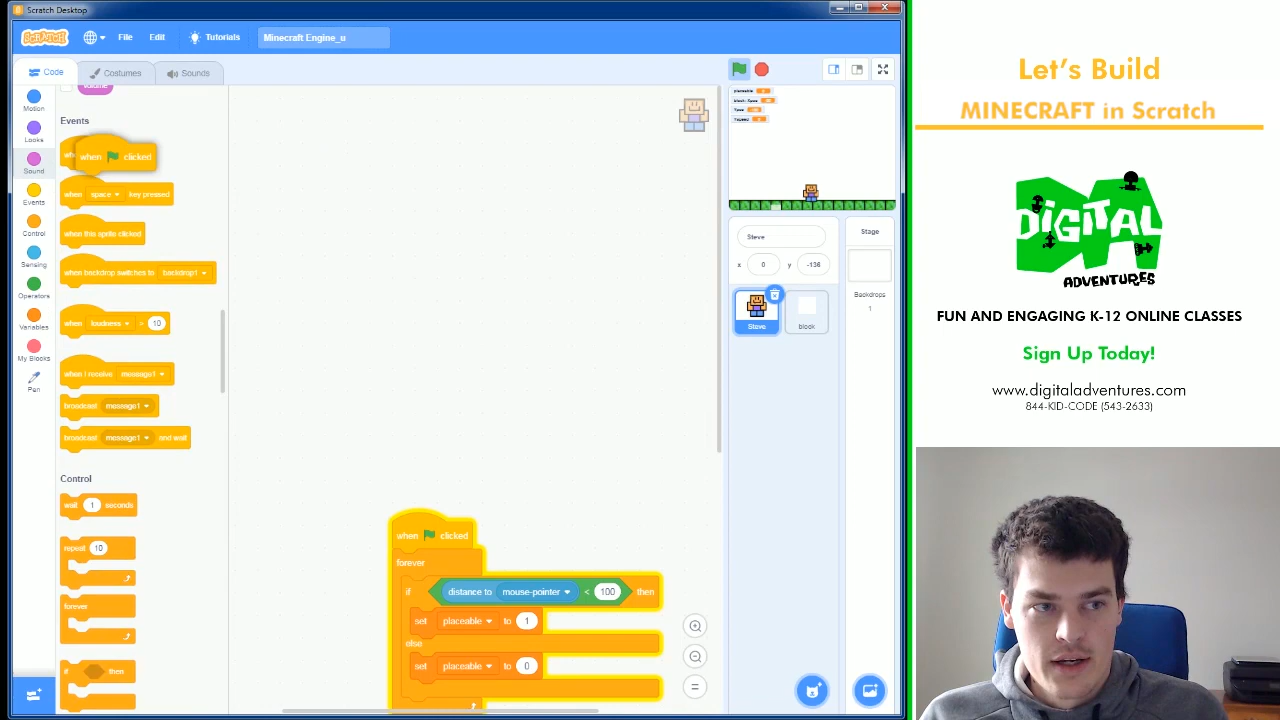 Scratch Desktop
SCRATCH
File
Edit
Tutorials
Minecraft Engine_u
Code
Costumes
Sounds
Motion
Looks
Sound
Events
Control
Sensing
Operators
Variables
My Blocks
Pen
Events
when clicked
when space key pressed
when this sprite clicked
when backdrop switches to backdrop1
when loudness > 10
when I receive message1
broadcast message1
broadcast message1 and wait
Control
wait 1 seconds
repeat 10
forever
if then
when clicked
forever
if distance to mouse-pointer < 100 then
set placeable to 1
else
set placeable to 0
placeable
Steve
x 0 y -136
Steve
block
Stage
Backdrops
1
Let's Build
MINECRAFT in Scratch
DIGITAL
ADVENTURES
FUN AND ENGAGING K-12 ONLINE CLASSES
Sign Up Today!
www.digitaladventures.com
844-KID-CODE (543-2633)